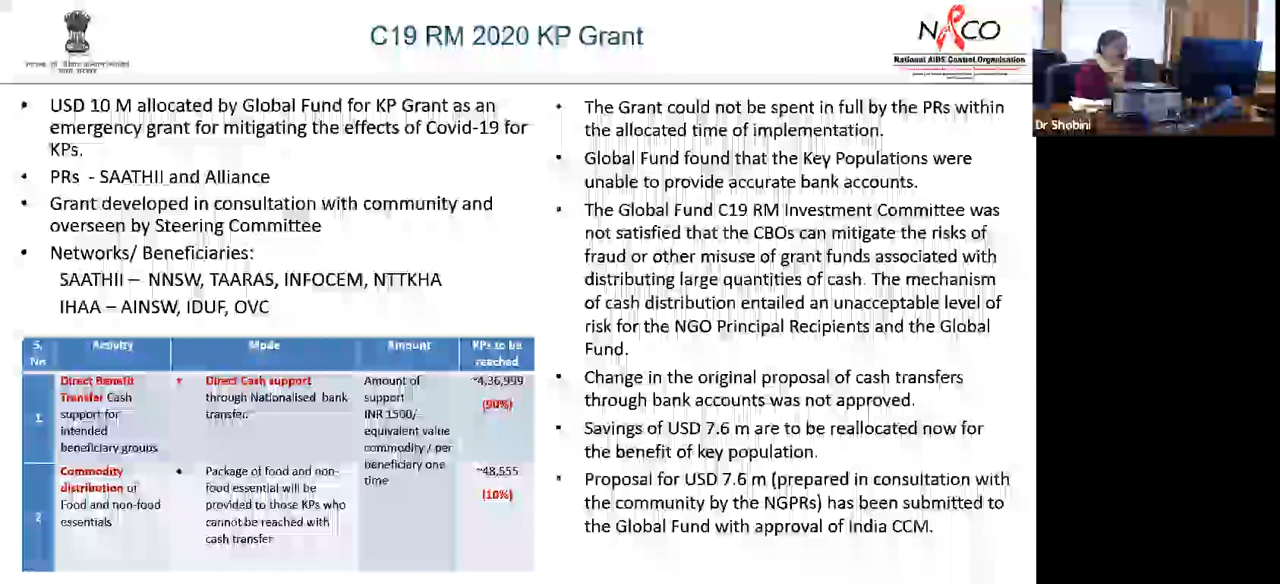 C19 RM 2020 KP Grant
NACO
National AIDS Control Organisation
Dr Shobini
• USD 10 M allocated by Global Fund for KP Grant as an
emergency grant for mitigating the effects of Covid-19 for
KPs.
• PRs - SAATHII and Alliance
• Grant developed in consultation with community and
overseen by Steering Committee
• Networks/ Beneficiaries:
SAATHII – NNSW, TAARAS, INFOCEM, NTTKHA
IHAA – AINSW, IDUF, OVC
S. No
Activity
Mode
Amount
KPs to be
reached
1
Direct Benefit
Transfer Cash
support for
intended
beneficiary groups
• Direct Cash support
through Nationalised bank
transfer.
Amount of
support
INR 1500/
equivalent value
commodity / per
beneficiary one
time
~4,36,999
(90%)
2
Commodity
distribution of
Food and non-food
essentials
• Package of food and non-
food essential will be
provided to those KPs who
cannot be reached with
cash transfer
~48,555
(10%)
• The Grant could not be spent in full by the PRs within
the allocated time of implementation.
• Global Fund found that the Key Populations were
unable to provide accurate bank accounts.
• The Global Fund C19 RM Investment Committee was
not satisfied that the CBOs can mitigate the risks of
fraud or other misuse of grant funds associated with
distributing large quantities of cash. The mechanism
of cash distribution entailed an unacceptable level of
risk for the NGO Principal Recipients and the Global
Fund.
• Change in the original proposal of cash transfers
through bank accounts was not approved.
• Savings of USD 7.6 m are to be reallocated now for
the benefit of key population.
• Proposal for USD 7.6 m (prepared in consultation with
the community by the NGPRs) has been submitted to
the Global Fund with approval of India CCM.